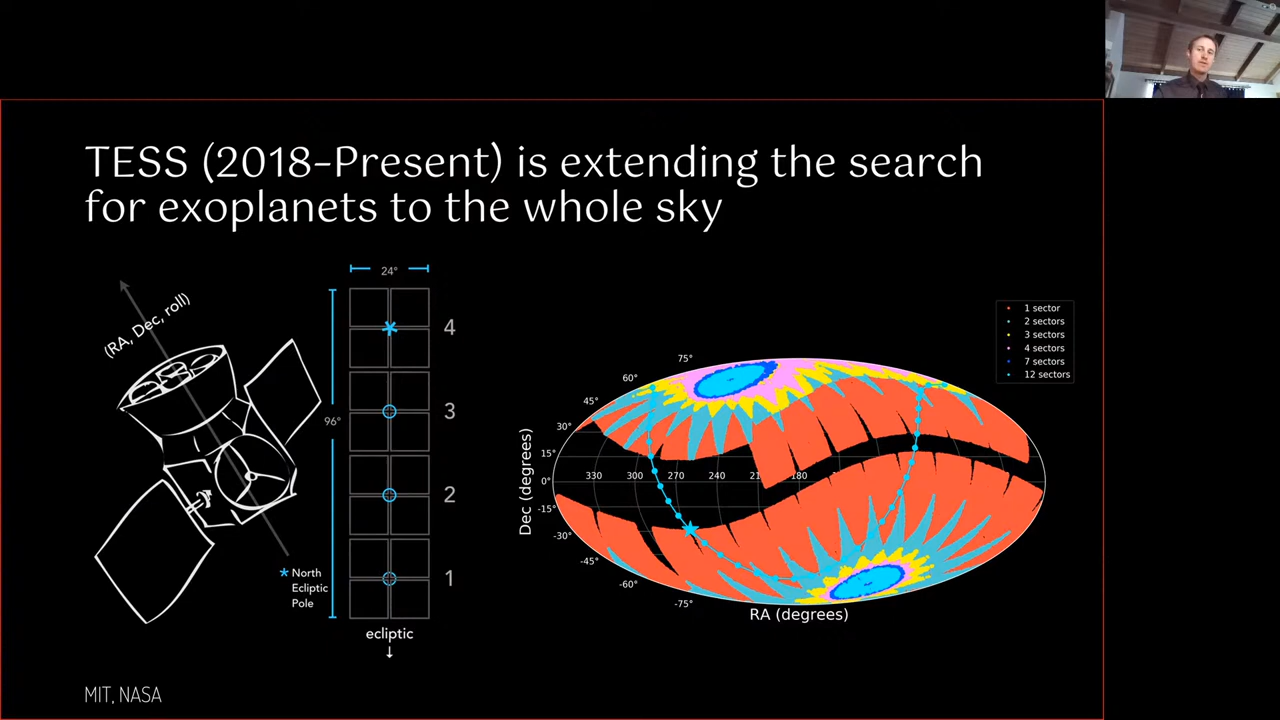 TESS (2018–Present) is extending the search
for exoplanets to the whole sky
(RA, Dec, roll)
24°
96°
4
3
2
1
* North
Ecliptic
Pole
ecliptic
↓
1 sector
2 sectors
3 sectors
4 sectors
7 sectors
12 sectors
75°
60°
45°
30°
15°
0°
-15°
-30°
-45°
-60°
-75°
330 300 270 240 21 180
Dec (degrees)
RA (degrees)
MIT, NASA